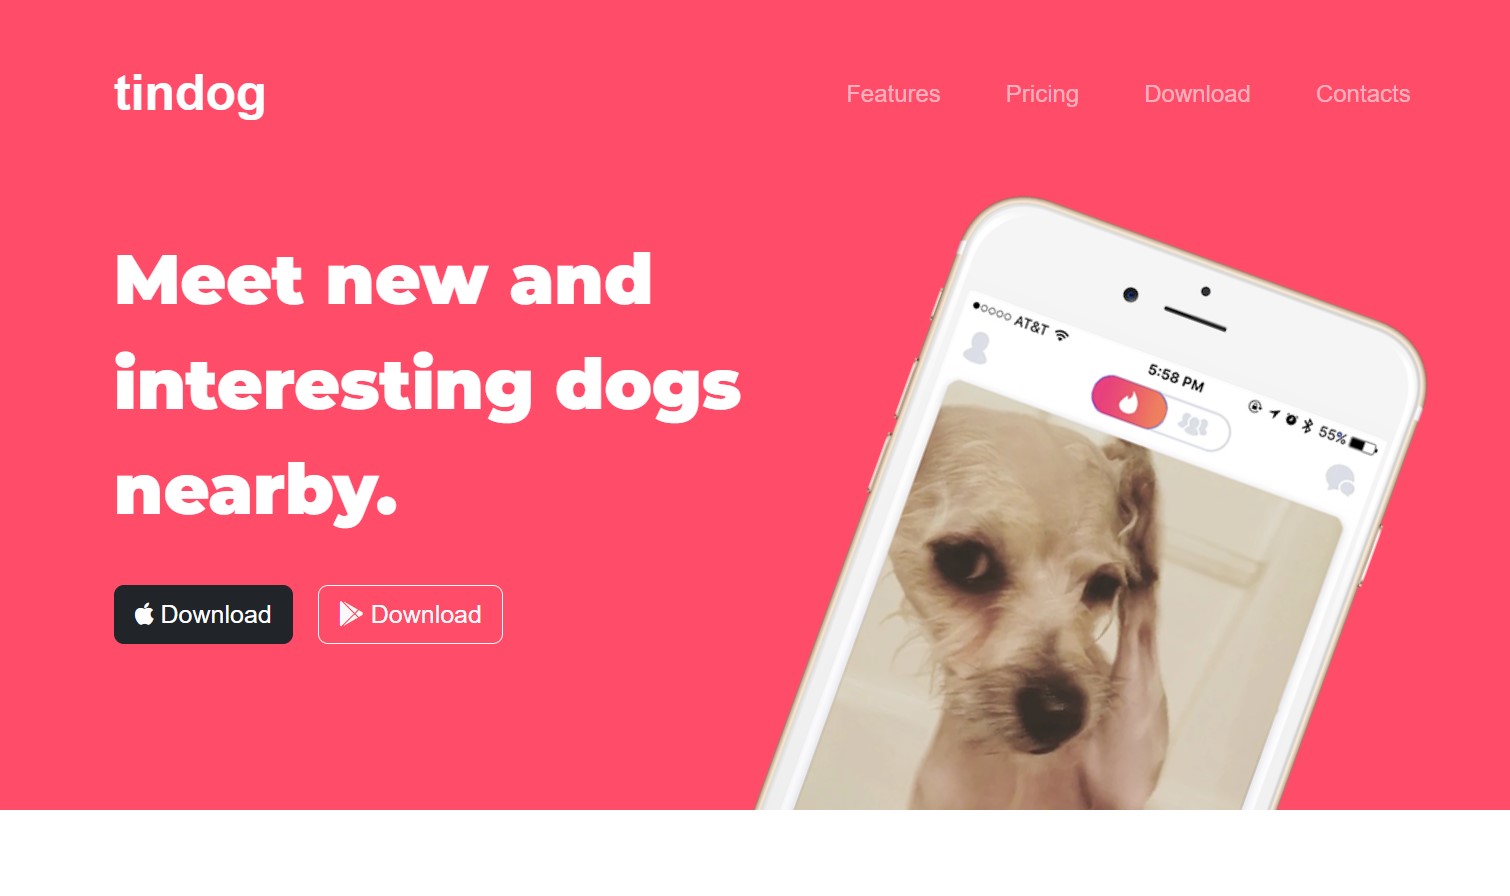 tindog
Features
Pricing
Download
Contacts
Meet new and
interesting dogs
nearby.
Download
Download
AT&T
5:58 PM
55%